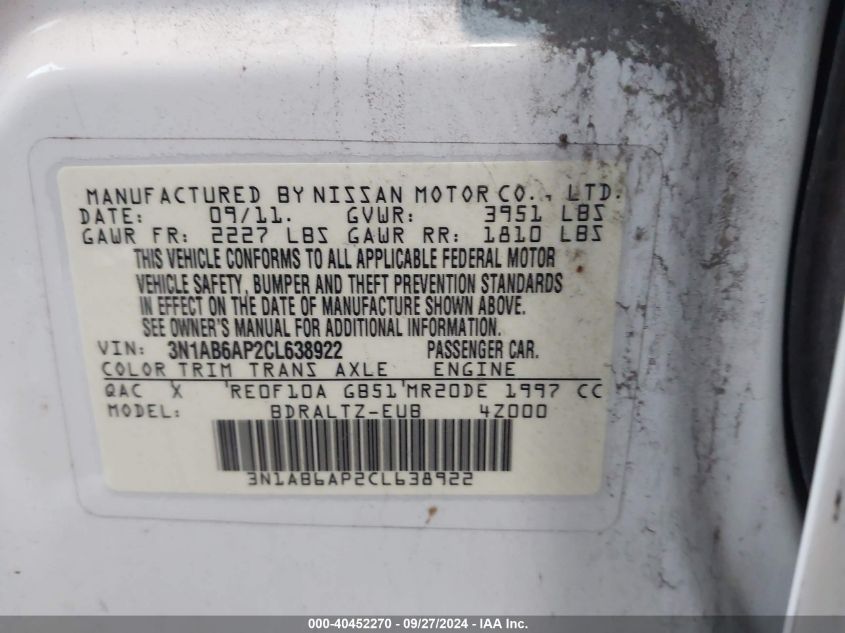 MANUFACTURED BY NISSAN MOTOR CO., LTD.
DATE: 09/11. GVWR: 3951 LBS
GAWR FR: 2227 LBS GAWR RR: 1810 LBS
THIS VEHICLE CONFORMS TO ALL APPLICABLE FEDERAL MOTOR
VEHICLE SAFETY, BUMPER AND THEFT PREVENTION STANDARDS
IN EFFECT ON THE DATE OF MANUFACTURE SHOWN ABOVE.
SEE OWNER'S MANUAL FOR ADDITIONAL INFORMATION.
VIN: 3N1AB6AP2CL638922 PASSENGER CAR.
COLOR TRIM TRANS AXLE ENGINE
QAC X 'RE0F10A GB51'MR20DE 1997 CC
MODEL: BDRALTZ-EUB 4Z000
3N1AB6AP2CL638922
000-40452270 - 09/27/2024 - IAA Inc.